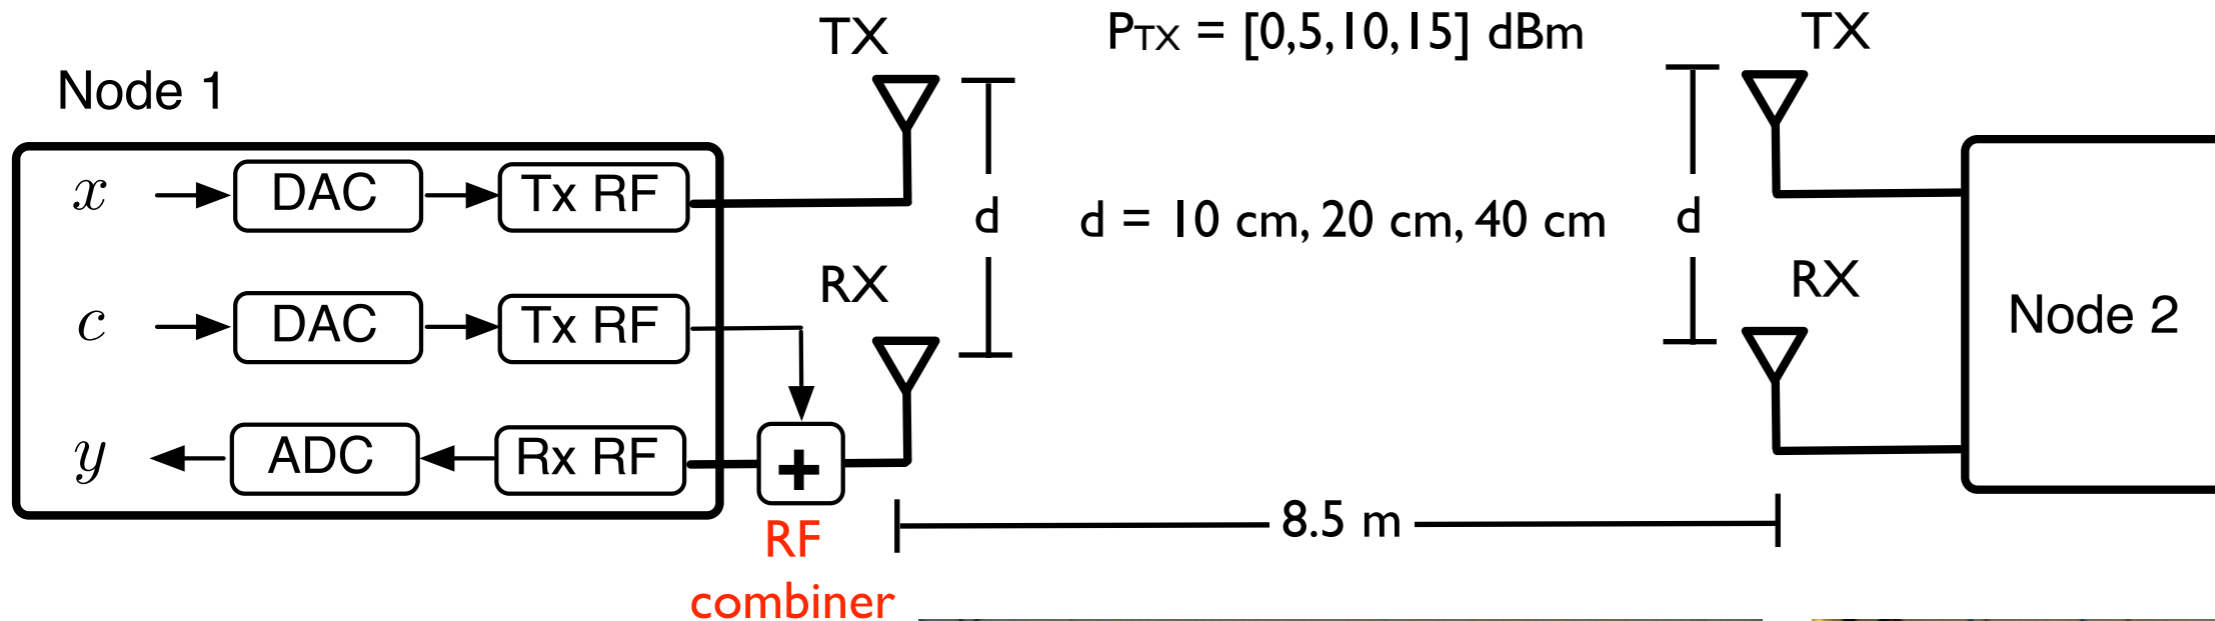 TX
P_TX = [0,5,10,15] dBm
TX
Node 1
x
DAC
Tx RF
d
d = 10 cm, 20 cm, 40 cm
d
c
DAC
Tx RF
RX
RX
Node 2
y
ADC
Rx RF
+
8.5 m
RF
combiner